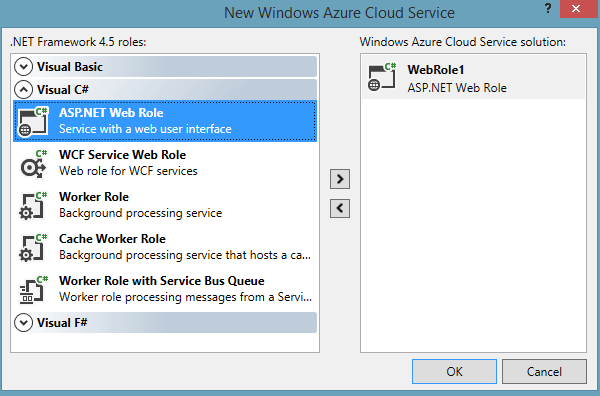 New Windows Azure Cloud Service
?
.NET Framework 4.5 roles:
Windows Azure Cloud Service solution:
Visual Basic
Visual C#
C#
ASP.NET Web Role
Service with a web user interface
C#
WCF Service Web Role
Web role for WCF services
C#
Worker Role
Background processing service
C#
Cache Worker Role
Background processing service that hosts a ca...
C#
Worker Role with Service Bus Queue
Worker role processing messages from a Servi...
Visual F#
C#
WebRole1
ASP.NET Web Role
OK
Cancel